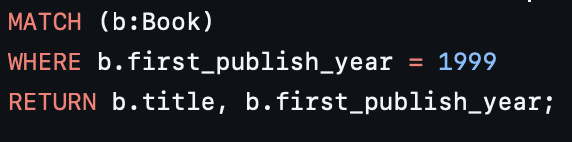 MATCH (b:Book)
WHERE b.first_publish_year = 1999
RETURN b.title, b.first_publish_year;